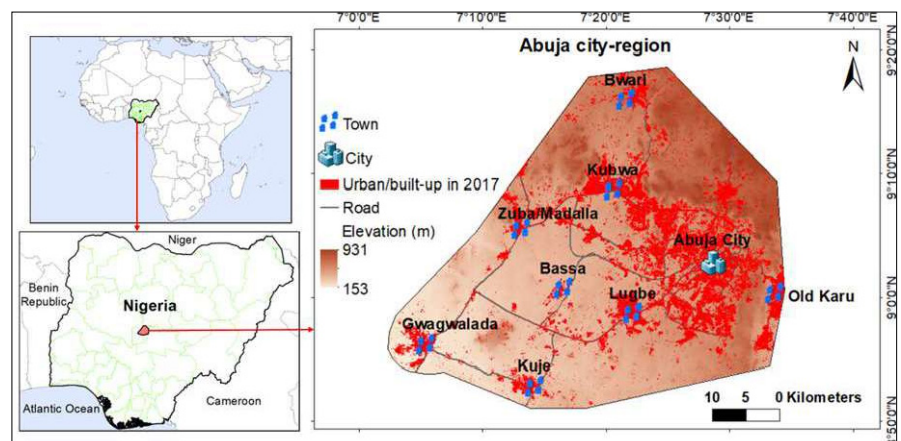 7°0'0"E
7°10'0"E
7°20'0"E
7°30'0"E
7°40'0"E
Abuja city-region
N
9°20'0"N
9°10'0"N
9°0'0"N
8°50'0"N
Town
City
Urban/built-up in 2017
Road
Elevation (m)
931
153
Bwari
Kubwa
Zuba/Madalla
Abuja City
Bassa
Lugbe
Old Karu
Gwagwalada
Kuje
10 5 0 Kilometers
Niger
Benin
Republic
Nigeria
Atlantic Ocean
Cameroon